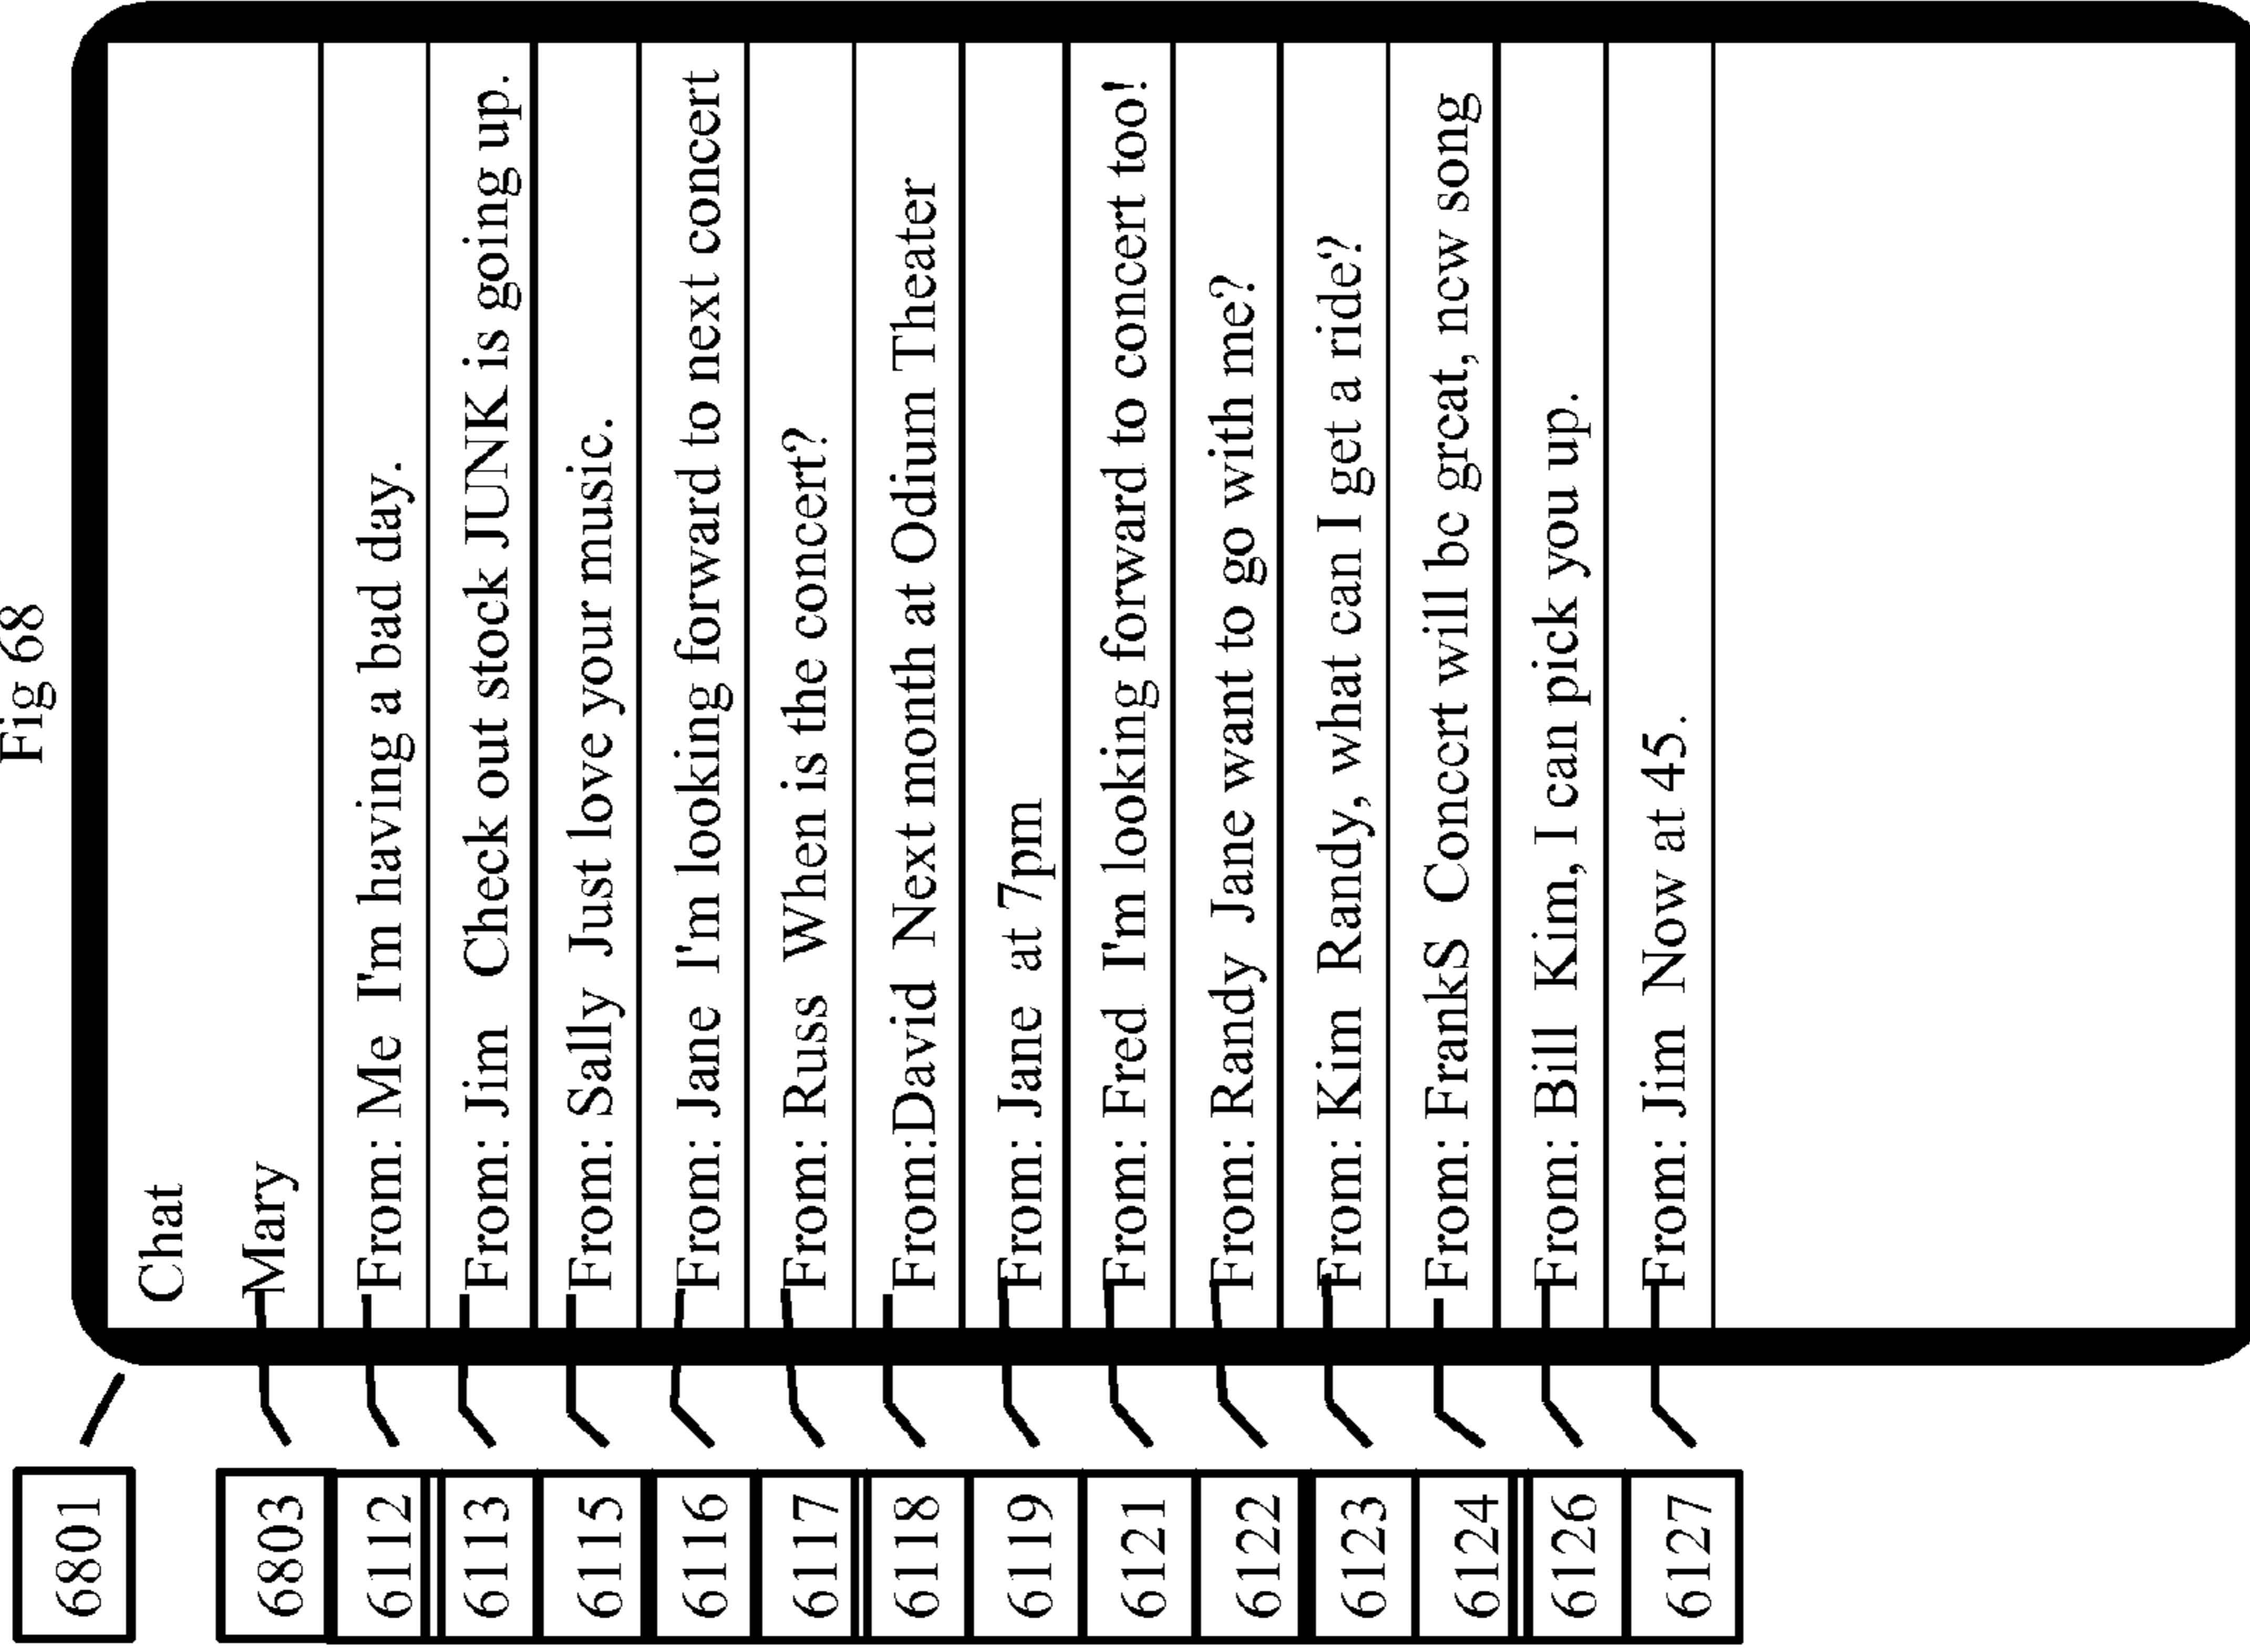 Fig 68
6801
Chat
6803 Mary
6112 From: Me I'm having a bad day.
6113 From: Jim Check out stock JUNK is going up.
6115 From: Sally Just love your music.
6116 From: Jane I'm looking forward to next concert
6117 From: Russ When is the concert?
6118 From:David Next month at Odium Theater
6119 From: Jane at 7pm
6121 From: Fred I'm looking forward to concert too!
6122 From: Randy Jane want to go with me?
6123 From: Kim Randy, what can I get a ride?
6124 From: FrankS Concert will be great, new song
6126 From: Bill Kim, I can pick you up.
6127 From: Jim Now at 45.